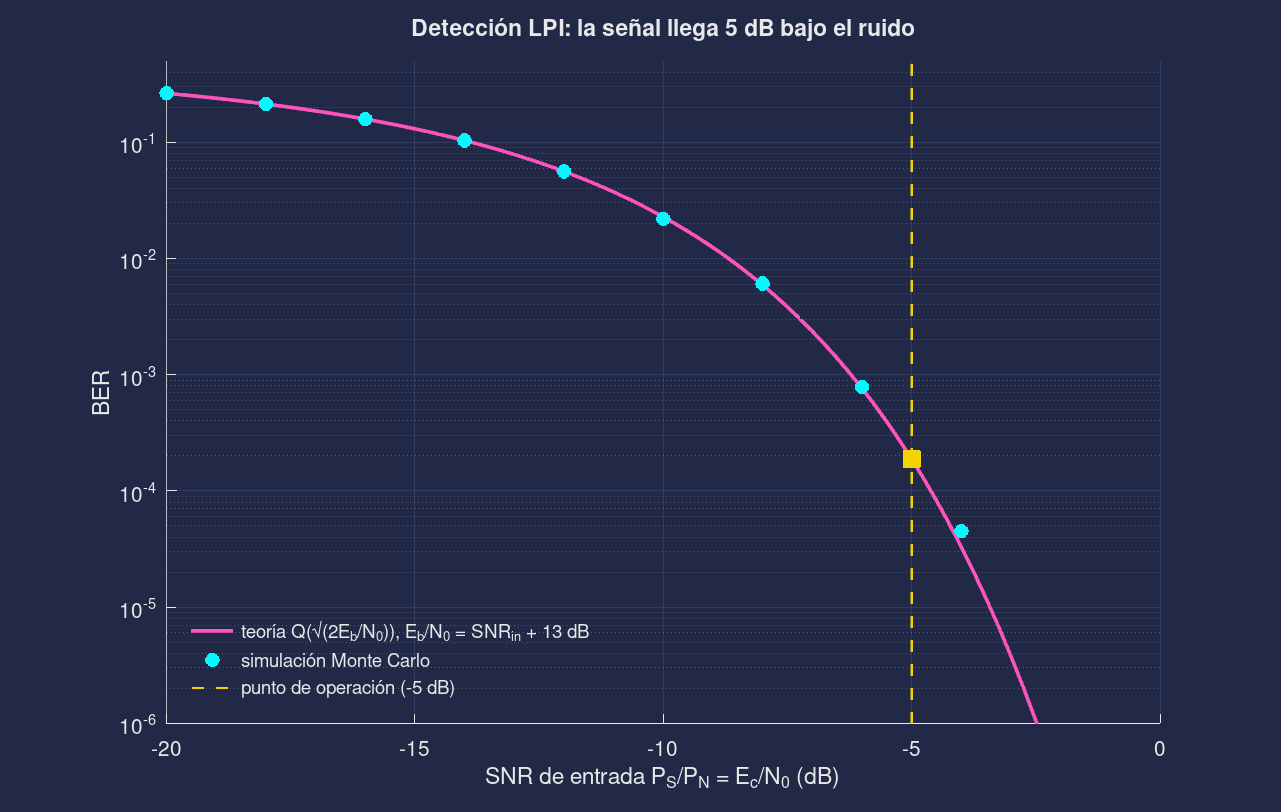 Detección LPI: la señal llega 5 dB bajo el ruido
BER
10^-1
10^-2
10^-3
10^-4
10^-5
10^-6
teoría Q(√(2E_b/N_0)), E_b/N_0 = SNR_in + 13 dB
simulación Monte Carlo
punto de operación (-5 dB)
-20 -15 -10 -5 0
SNR de entrada P_S/P_N = E_c/N_0 (dB)